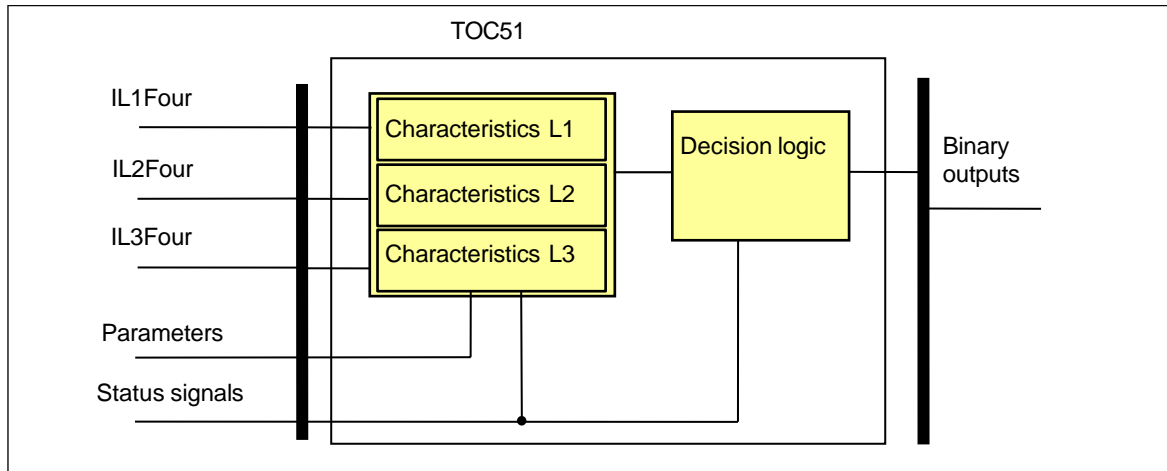 TOC51
IL1Four
Characteristics L1
IL2Four
Characteristics L2
IL3Four
Characteristics L3
Decision logic
Binary
outputs
Parameters
Status signals